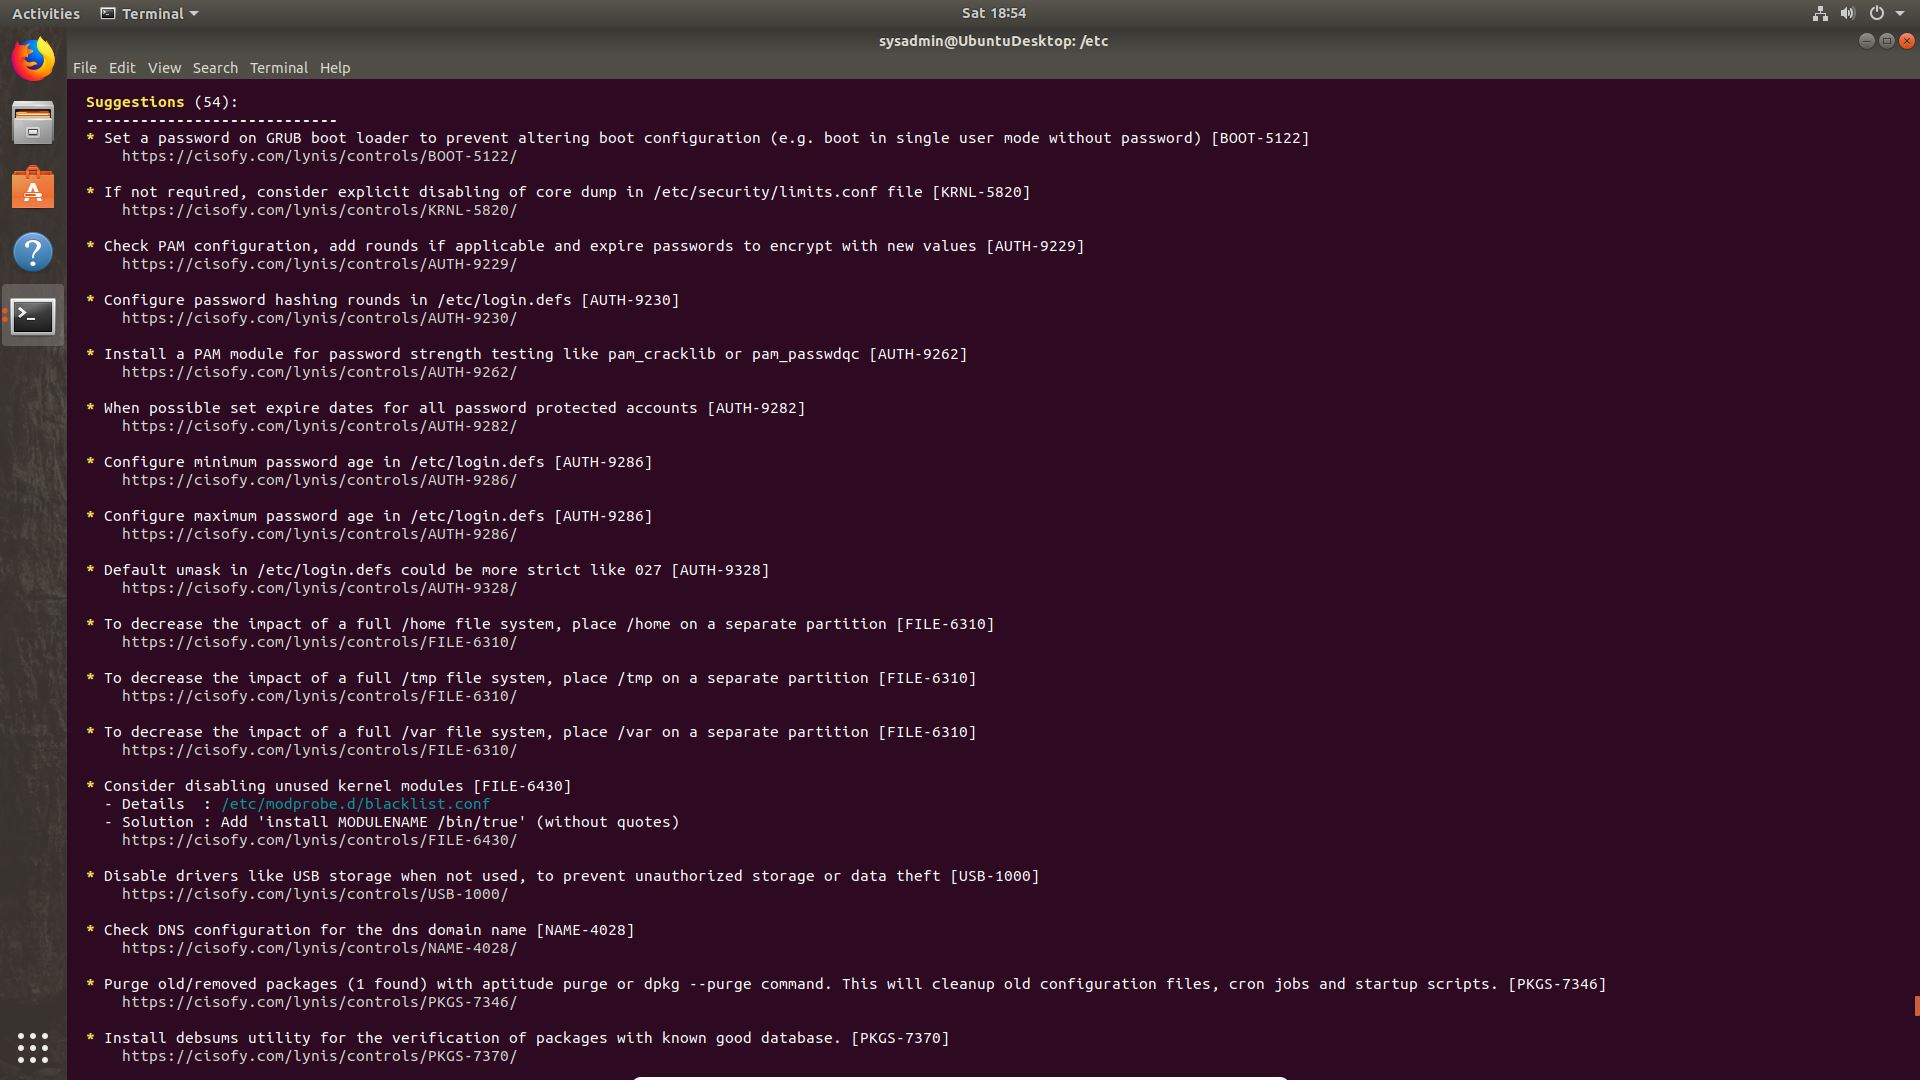 Activities Terminal Sat 18:54
sysadmin@UbuntuDesktop: /etc
File Edit View Search Terminal Help
Suggestions (54):
----------------------------
* Set a password on GRUB boot loader to prevent altering boot configuration (e.g. boot in single user mode without password) [BOOT-5122]
https://cisofy.com/lynis/controls/BOOT-5122/
* If not required, consider explicit disabling of core dump in /etc/security/limits.conf file [KRNL-5820]
https://cisofy.com/lynis/controls/KRNL-5820/
* Check PAM configuration, add rounds if applicable and expire passwords to encrypt with new values [AUTH-9229]
https://cisofy.com/lynis/controls/AUTH-9229/
* Configure password hashing rounds in /etc/login.defs [AUTH-9230]
https://cisofy.com/lynis/controls/AUTH-9230/
* Install a PAM module for password strength testing like pam_cracklib or pam_passwdqc [AUTH-9262]
https://cisofy.com/lynis/controls/AUTH-9262/
* When possible set expire dates for all password protected accounts [AUTH-9282]
https://cisofy.com/lynis/controls/AUTH-9282/
* Configure minimum password age in /etc/login.defs [AUTH-9286]
https://cisofy.com/lynis/controls/AUTH-9286/
* Configure maximum password age in /etc/login.defs [AUTH-9286]
https://cisofy.com/lynis/controls/AUTH-9286/
* Default umask in /etc/login.defs could be more strict like 027 [AUTH-9328]
https://cisofy.com/lynis/controls/AUTH-9328/
* To decrease the impact of a full /home file system, place /home on a separate partition [FILE-6310]
https://cisofy.com/lynis/controls/FILE-6310/
* To decrease the impact of a full /tmp file system, place /tmp on a separate partition [FILE-6310]
https://cisofy.com/lynis/controls/FILE-6310/
* To decrease the impact of a full /var file system, place /var on a separate partition [FILE-6310]
https://cisofy.com/lynis/controls/FILE-6310/
* Consider disabling unused kernel modules [FILE-6430]
- Details  : /etc/modprobe.d/blacklist.conf
- Solution : Add 'install MODULENAME /bin/true' (without quotes)
https://cisofy.com/lynis/controls/FILE-6430/
* Disable drivers like USB storage when not used, to prevent unauthorized storage or data theft [USB-1000]
https://cisofy.com/lynis/controls/USB-1000/
* Check DNS configuration for the dns domain name [NAME-4028]
https://cisofy.com/lynis/controls/NAME-4028/
* Purge old/removed packages (1 found) with aptitude purge or dpkg --purge command. This will cleanup old configuration files, cron jobs and startup scripts. [PKGS-7346]
https://cisofy.com/lynis/controls/PKGS-7346/
* Install debsums utility for the verification of packages with known good database. [PKGS-7370]
https://cisofy.com/lynis/controls/PKGS-7370/